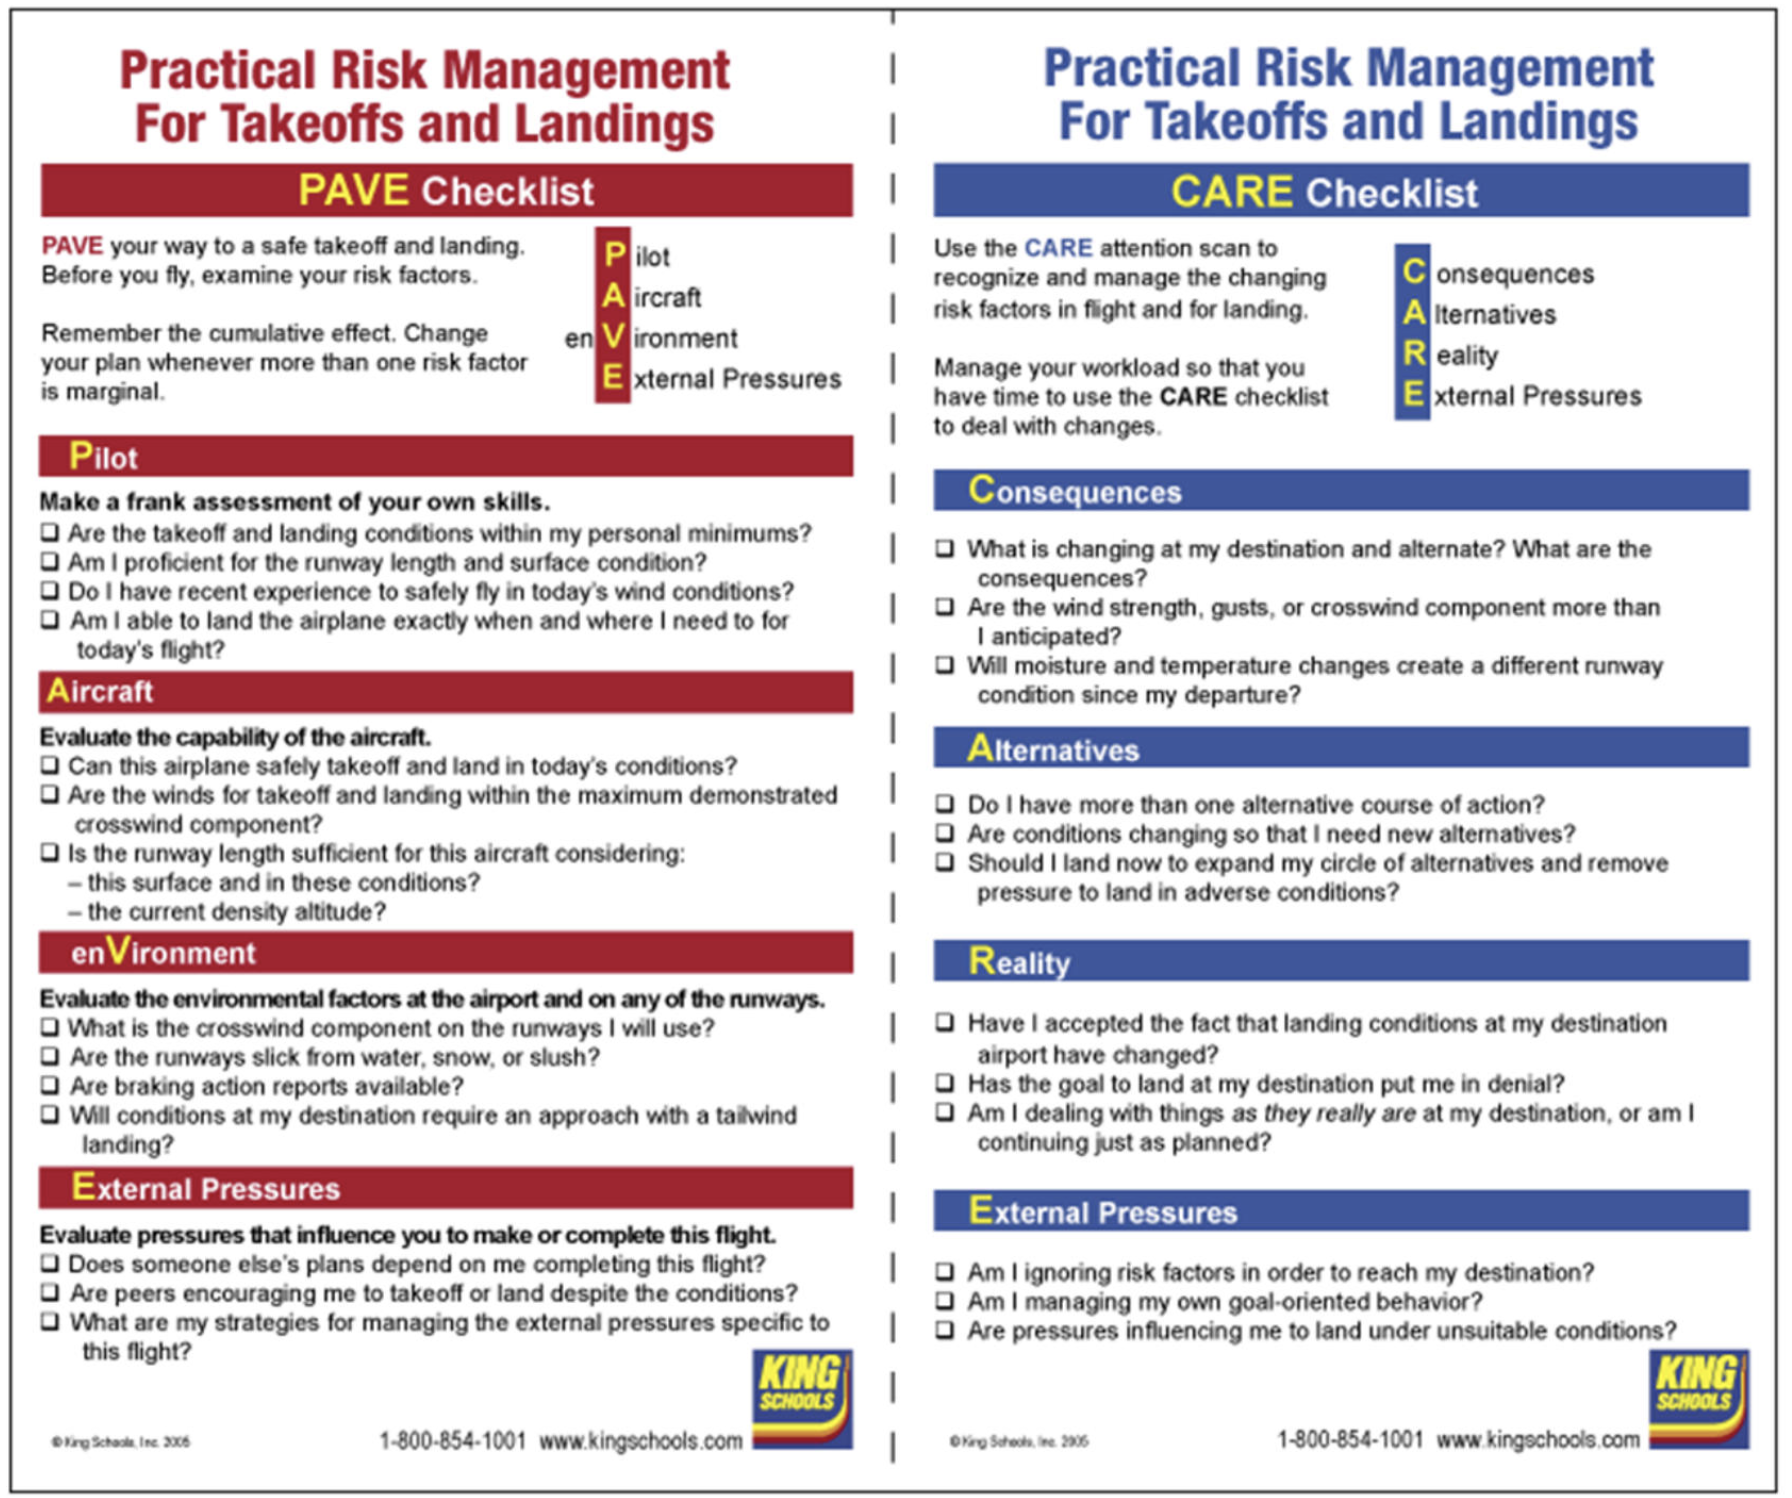 Practical Risk Management
For Takeoffs and Landings
PAVE Checklist
PAVE your way to a safe takeoff and landing.
Before you fly, examine your risk factors.
Remember the cumulative effect. Change
your plan whenever more than one risk factor
is marginal.
Pilot
Aircraft
enVironment
External Pressures
Pilot
Make a frank assessment of your own skills.
❑ Are the takeoff and landing conditions within my personal minimums?
❑ Am I proficient for the runway length and surface condition?
❑ Do I have recent experience to safely fly in today's wind conditions?
❑ Am I able to land the airplane exactly when and where I need to for
today's flight?
Aircraft
Evaluate the capability of the aircraft.
❑ Can this airplane safely takeoff and land in today's conditions?
❑ Are the winds for takeoff and landing within the maximum demonstrated
crosswind component?
❑ Is the runway length sufficient for this aircraft considering:
– this surface and in these conditions?
– the current density altitude?
enVironment
Evaluate the environmental factors at the airport and on any of the runways.
❑ What is the crosswind component on the runways I will use?
❑ Are the runways slick from water, snow, or slush?
❑ Are braking action reports available?
❑ Will conditions at my destination require an approach with a tailwind
landing?
External Pressures
Evaluate pressures that influence you to make or complete this flight.
❑ Does someone else's plans depend on me completing this flight?
❑ Are peers encouraging me to takeoff or land despite the conditions?
❑ What are my strategies for managing the external pressures specific to
this flight?
KING
SCHOOLS
© King Schools, Inc. 2005
1-800-854-1001 www.kingschools.com
Practical Risk Management
For Takeoffs and Landings
CARE Checklist
Use the CARE attention scan to
recognize and manage the changing
risk factors in flight and for landing.
Manage your workload so that you
have time to use the CARE checklist
to deal with changes.
Consequences
Alternatives
Reality
External Pressures
Consequences
❑ What is changing at my destination and alternate? What are the
consequences?
❑ Are the wind strength, gusts, or crosswind component more than
I anticipated?
❑ Will moisture and temperature changes create a different runway
condition since my departure?
Alternatives
❑ Do I have more than one alternative course of action?
❑ Are conditions changing so that I need new alternatives?
❑ Should I land now to expand my circle of alternatives and remove
pressure to land in adverse conditions?
Reality
❑ Have I accepted the fact that landing conditions at my destination
airport have changed?
❑ Has the goal to land at my destination put me in denial?
❑ Am I dealing with things as they really are at my destination, or am I
continuing just as planned?
External Pressures
❑ Am I ignoring risk factors in order to reach my destination?
❑ Am I managing my own goal-oriented behavior?
❑ Are pressures influencing me to land under unsuitable conditions?
KING
SCHOOLS
© King Schools, Inc. 2005
1-800-854-1001 www.kingschools.com